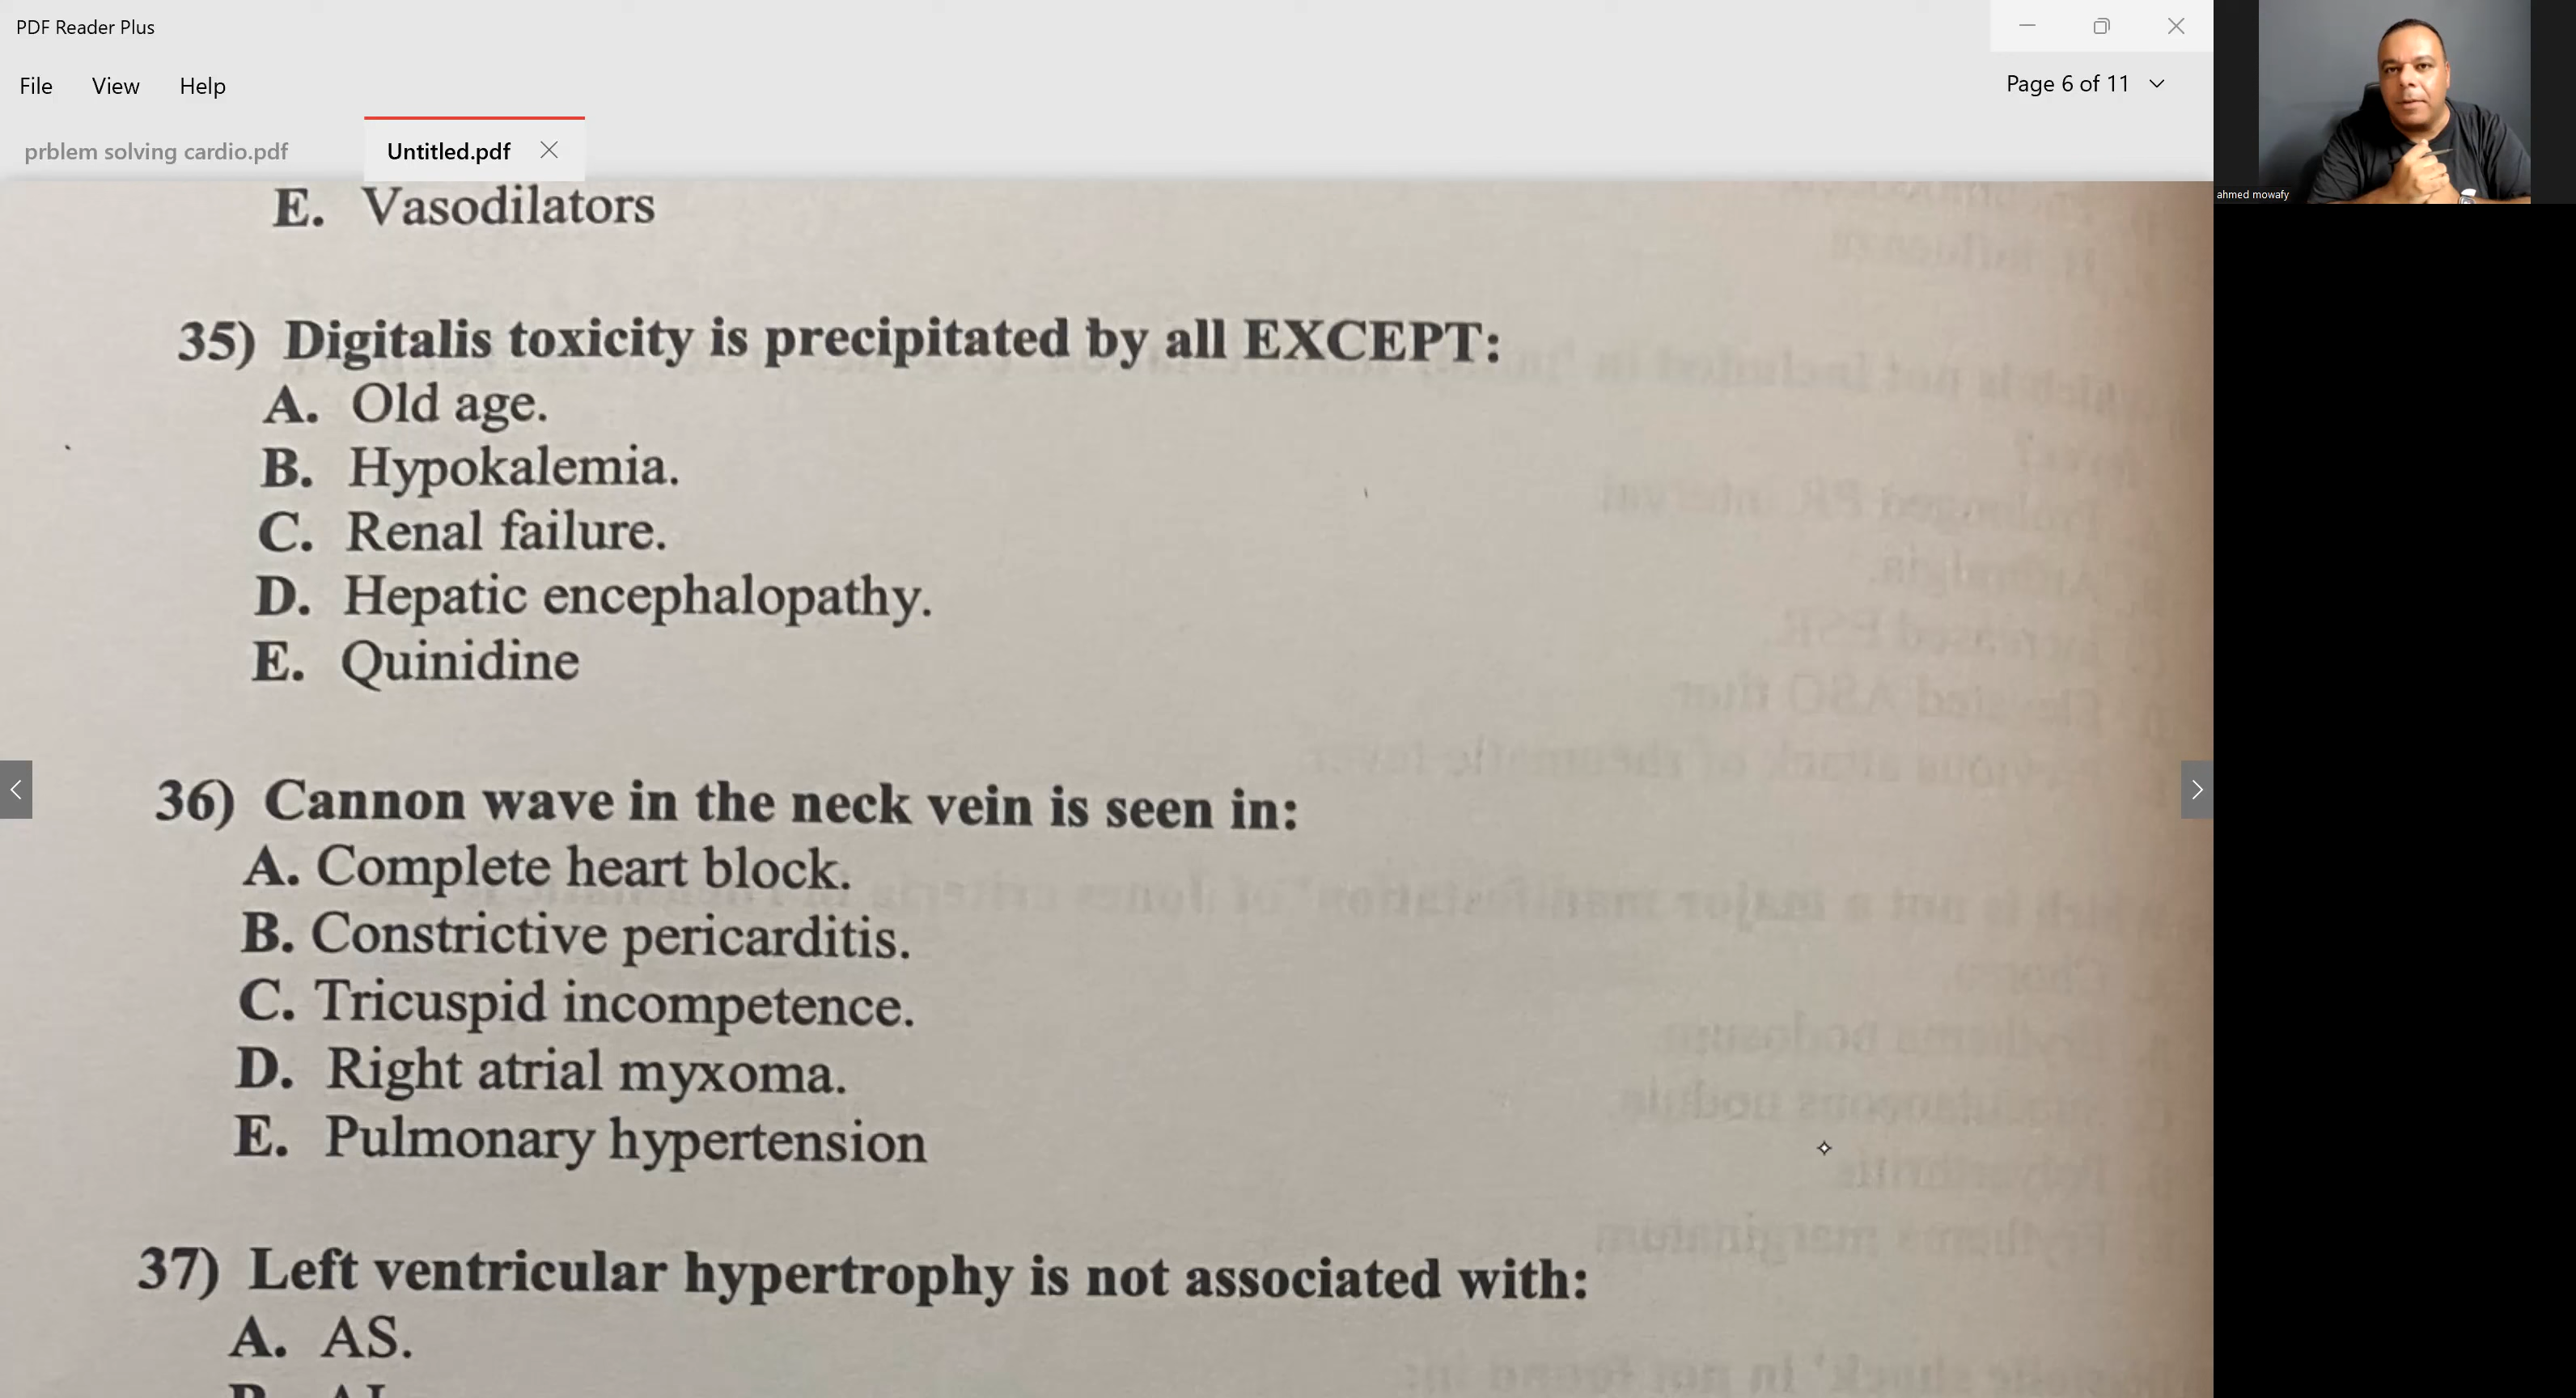 PDF Reader Plus
File View Help
Page 6 of 11
prblem solving cardio.pdf Untitled.pdf
ahmed mowafy
E. Vasodilators
35) Digitalis toxicity is precipitated by all EXCEPT:
A. Old age.
B. Hypokalemia.
C. Renal failure.
D. Hepatic encephalopathy.
E. Quinidine
36) Cannon wave in the neck vein is seen in:
A. Complete heart block.
B. Constrictive pericarditis.
C. Tricuspid incompetence.
D. Right atrial myxoma.
E. Pulmonary hypertension
37) Left ventricular hypertrophy is not associated with:
A. AS.